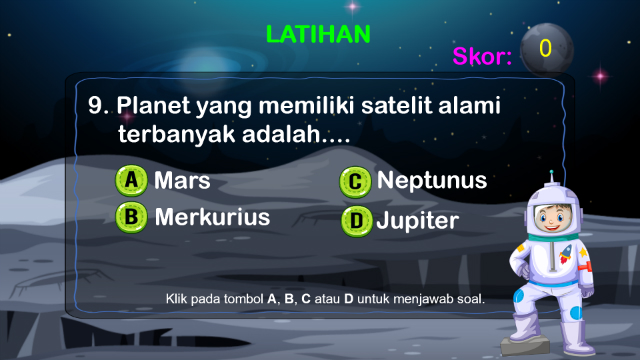 LATIHAN
Skor: 0
9. Planet yang memiliki satelit alami
terbanyak adalah....
A Mars
C Neptunus
B Merkurius
D Jupiter
Klik pada tombol A, B, C atau D untuk menjawab soal.